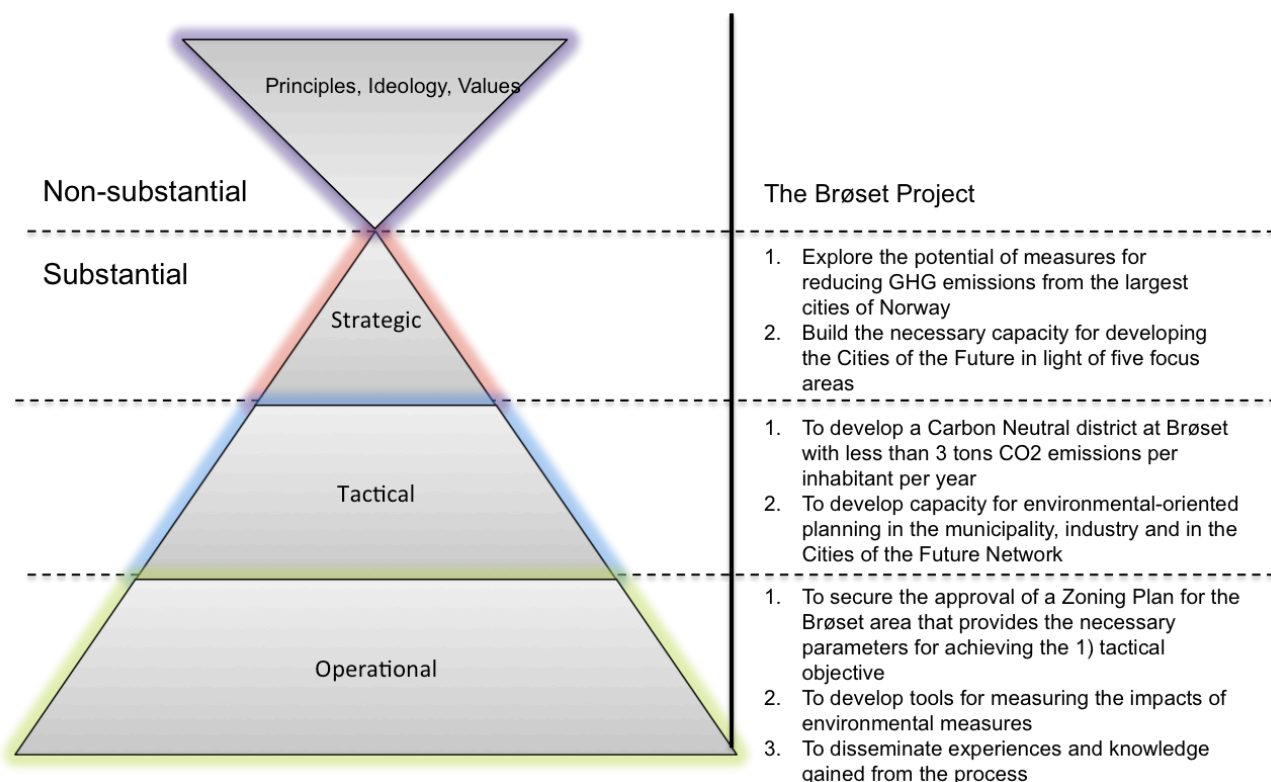 Principles, Ideology, Values
Non-substantial
Substantial
Strategic
Tactical
Operational
The Brøset Project
1. Explore the potential of measures for
reducing GHG emissions from the largest
cities of Norway
2. Build the necessary capacity for developing
the Cities of the Future in light of five focus
areas
1. To develop a Carbon Neutral district at Brøset
with less than 3 tons CO2 emissions per
inhabitant per year
2. To develop capacity for environmental-oriented
planning in the municipality, industry and in the
Cities of the Future Network
1. To secure the approval of a Zoning Plan for the
Brøset area that provides the necessary
parameters for achieving the 1) tactical
objective
2. To develop tools for measuring the impacts of
environmental measures
3. To disseminate experiences and knowledge
gained from the process